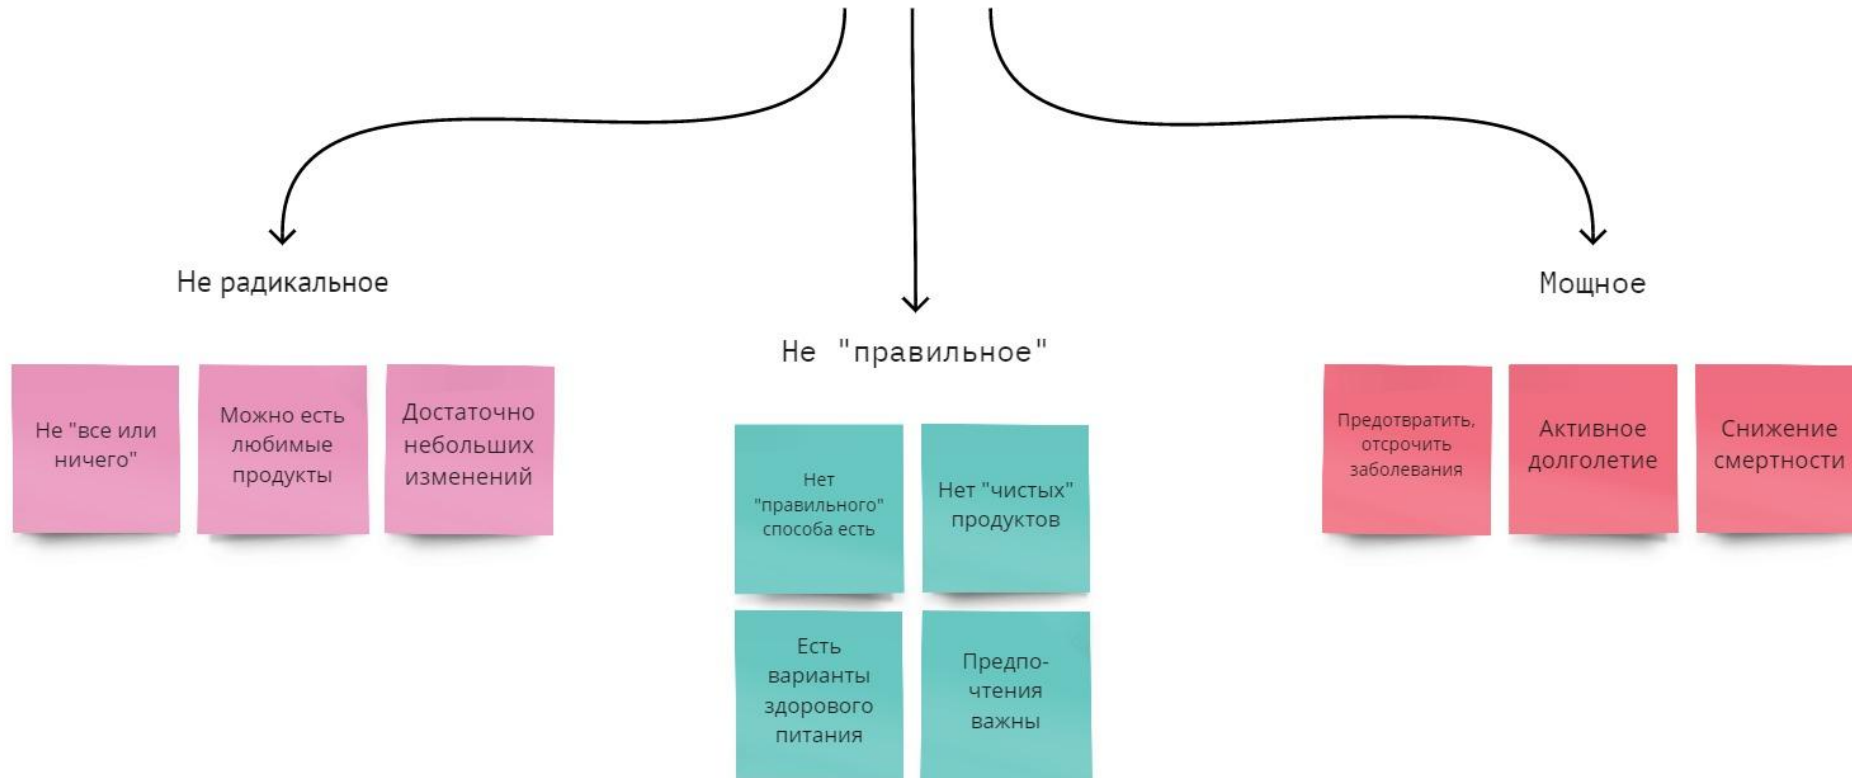 Не радикальное
Мощное
Не "правильное"
Не "все или
ничего"
Можно есть
любимые
продукты
Достаточно
небольших
изменений
Нет
"правильного"
способа есть
Нет "чистых"
продуктов
Есть
варианты
здорового
питания
Предпо-
чтения
важны
Предотвратить,
отсрочить
заболевания
Активное
долголетие
Снижение
смертности